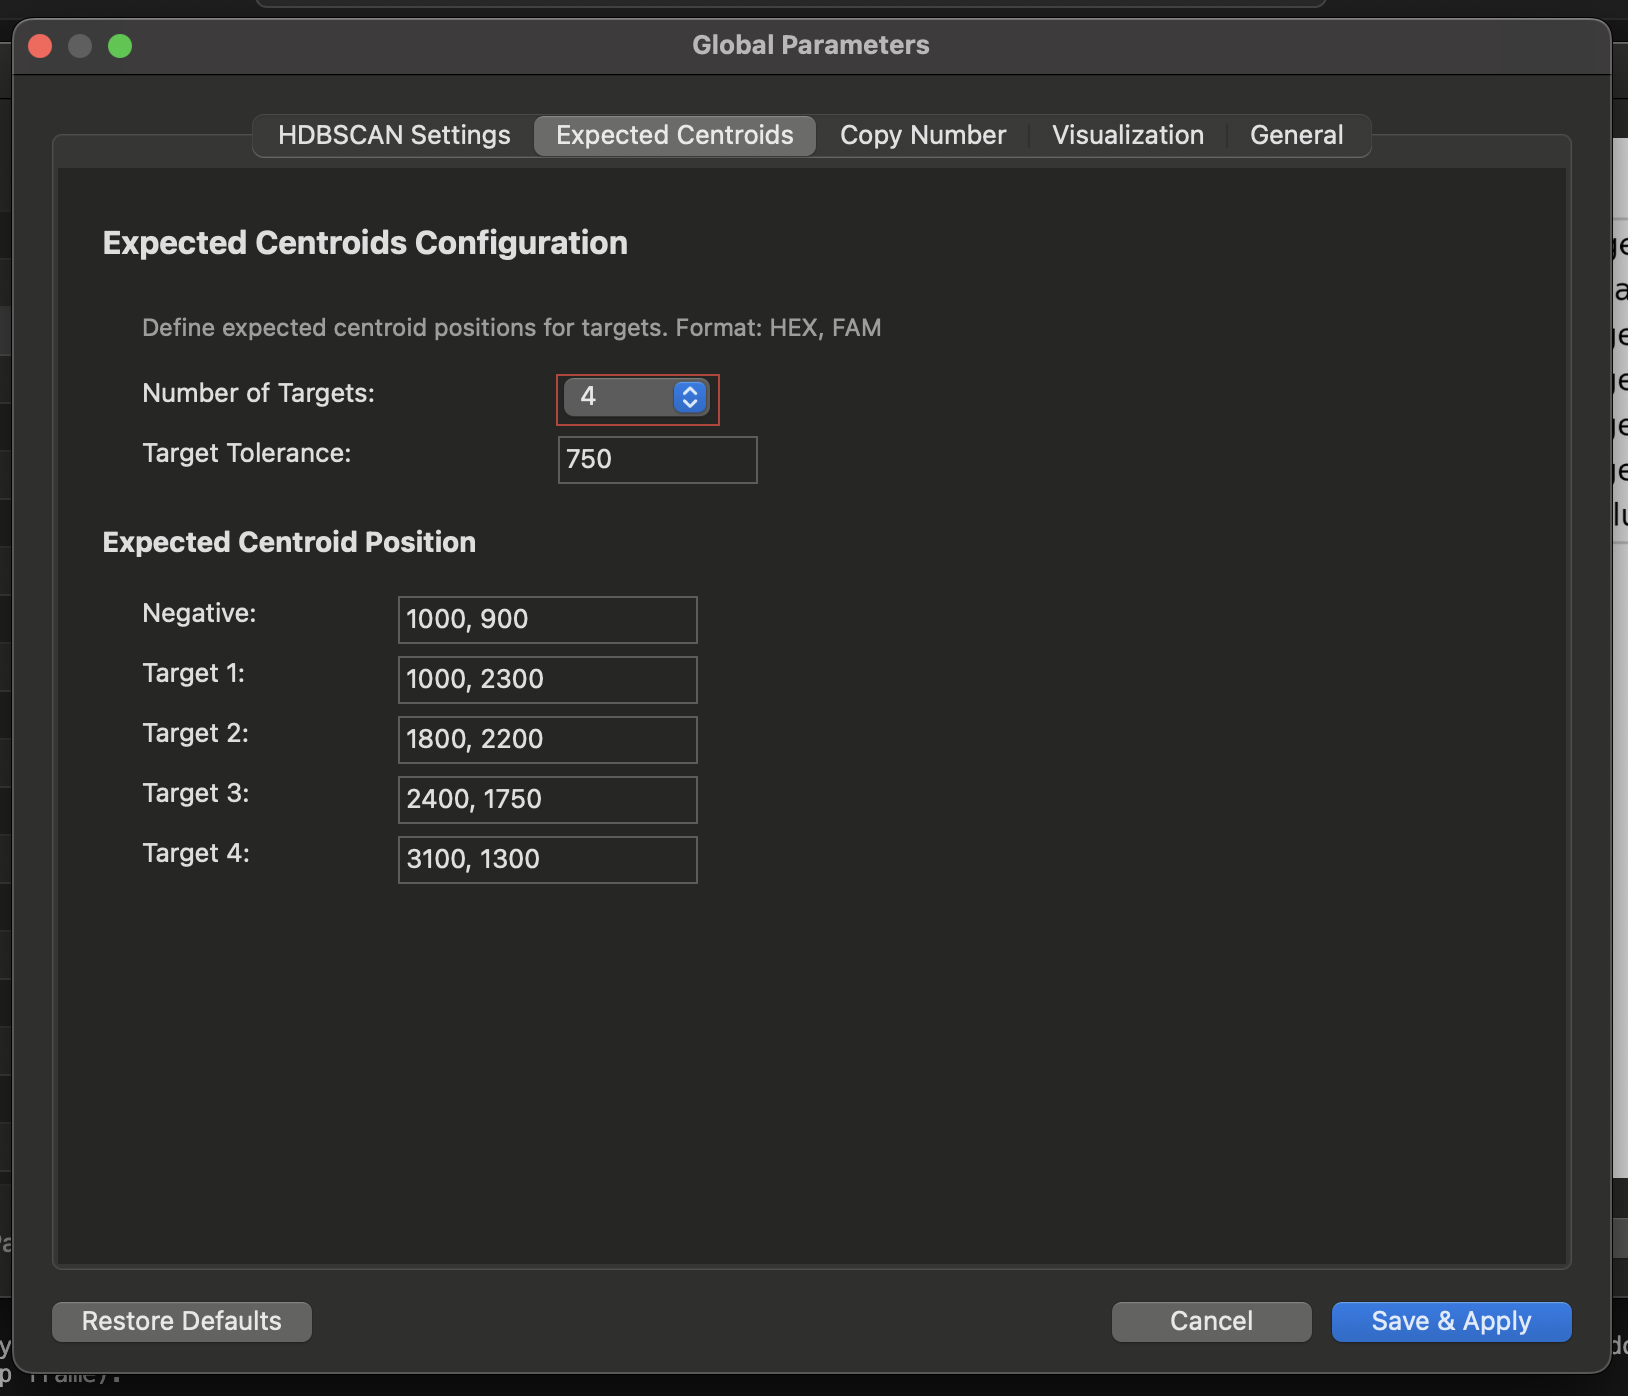 Global Parameters
HDBSCAN Settings
Expected Centroids
Copy Number
Visualization
General
Expected Centroids Configuration
Define expected centroid positions for targets. Format: HEX, FAM
Number of Targets:
4
Target Tolerance:
750
Expected Centroid Position
Negative:
1000, 900
Target 1:
1000, 2300
Target 2:
1800, 2200
Target 3:
2400, 1750
Target 4:
3100, 1300
Restore Defaults
Cancel
Save & Apply